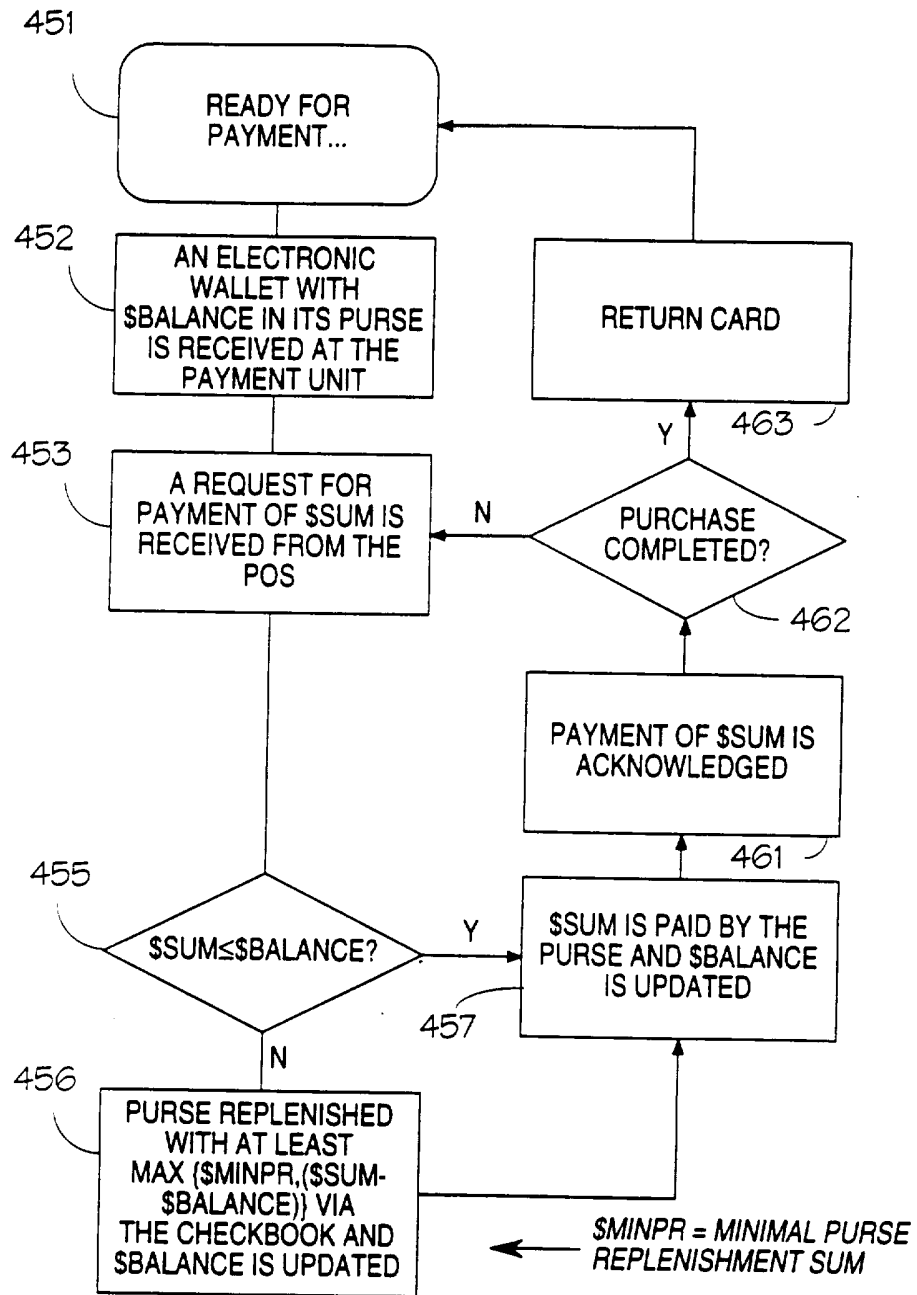 451
READY FOR
PAYMENT...
452
AN ELECTRONIC
WALLET WITH
$BALANCE IN ITS PURSE
IS RECEIVED AT THE
PAYMENT UNIT
RETURN CARD
463
453
A REQUEST FOR
PAYMENT OF $SUM IS
RECEIVED FROM THE
POS
Y
N
PURCHASE
COMPLETED?
462
PAYMENT OF $SUM IS
ACKNOWLEDGED
461
455
$SUM≤$BALANCE?
Y
$SUM IS PAID BY THE
PURSE AND $BALANCE
IS UPDATED
457
N
456
PURSE REPLENISHED
WITH AT LEAST
MAX {$MINPR,($SUM-
$BALANCE)} VIA
THE CHECKBOOK AND
$BALANCE IS UPDATED
$MINPR = MINIMAL PURSE
REPLENISHMENT SUM